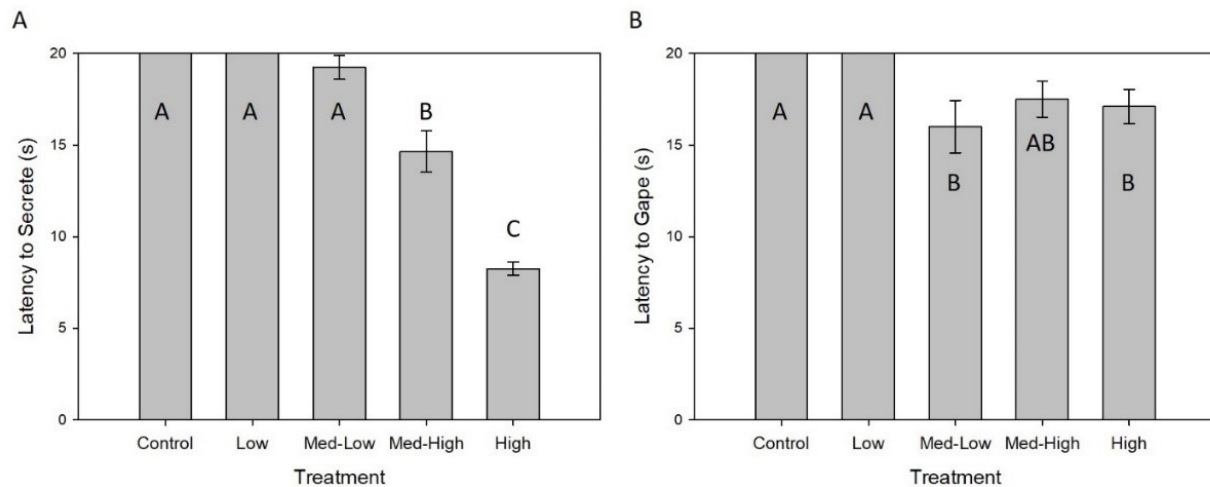 A
Latency to Secrete (s)
20
15
10
5
0
A
A
A
B
C
Control Low Med-Low Med-High High
Treatment
B
Latency to Gape (s)
20
15
10
5
0
A
A
B
AB
B
Control Low Med-Low Med-High High
Treatment